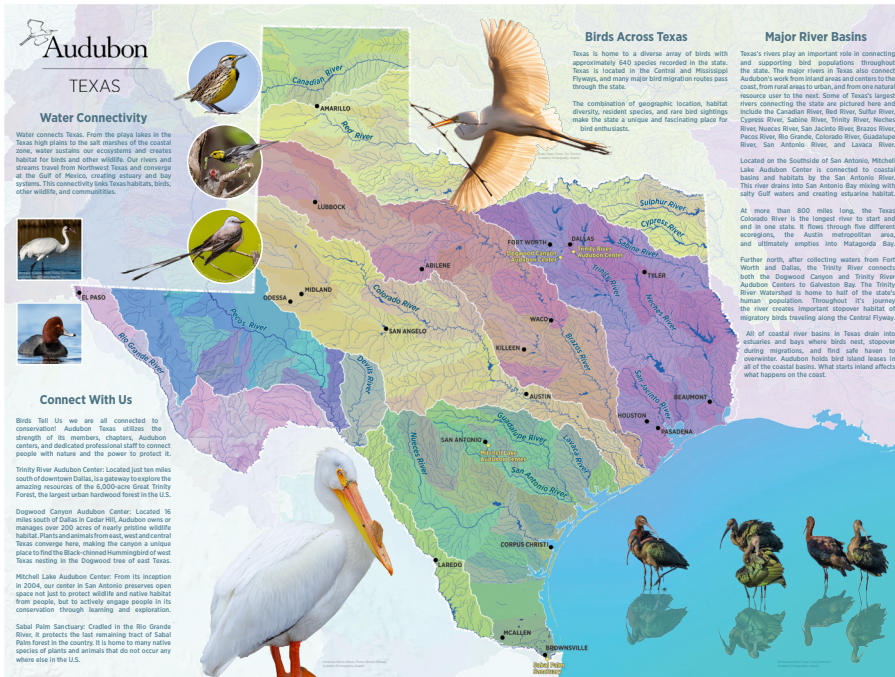 Audubon
TEXAS
Water Connectivity
Water connects Texas. From the playa lakes in the
Texas high plains to the salt marshes of the coastal
zone, water sustains our ecosystems and creates
habitat for birds and other wildlife. Our rivers and
streams travel from Northwest Texas and converge
at the Gulf of Mexico, creating estuary and bay
systems. This connectivity links Texas habitats, birds,
other wildlife, and communities.
Birds Across Texas
Texas is home to a diverse array of birds with
approximately 640 species recorded in the state.
Texas is located in the Central and Mississippi
Flyways, and many major bird migration routes pass
through the state.
The combination of geographic location, habitat
diversity, resident species, and rare bird sightings
make the state a unique and fascinating place for
bird enthusiasts.
Major River Basins
Texas's rivers play an important role in connecting
and supporting bird populations throughout
the state. The major rivers in Texas also connect
Audubon's work from inland areas and centers to the
coast, from rural areas to urban, and from one natural
resource user to the next. Some of Texas's largest
rivers connecting the state are pictured here and
include the Canadian River, Red River, Sulfur River,
Cypress River, Sabine River, Trinity River, Neches
River, Nueces River, San Jacinto River, Brazos River,
Pecos River, Rio Grande, Colorado River, Guadalupe
River, San Antonio River, and Lavaca River.
Located on the Southside of San Antonio, Mitchell
Lake Audubon Center is connected to coastal
basins and habitats by the San Antonio River.
This river drains into San Antonio Bay mixing with
salty Gulf waters and creating estuarine habitat.
At more than 800 miles long, the Texas
Colorado River is the longest river to start and
end in one state. It flows through five different
ecoregions, the Austin metropolitan area,
and ultimately empties into Matagorda Bay.
Further north, after collecting waters from Fort
Worth and Dallas, the Trinity River connects
both the Dogwood Canyon and Trinity River
Audubon Centers to Galveston Bay. The Trinity
River Watershed is home to half of the state's
human population. Throughout it's journey
the river creates important stopover habitat of
migratory birds traveling along the Central Flyway.
All of coastal river basins in Texas drain into
estuaries and bays where birds nest, stopover
during migrations, and find safe haven to
overwinter. Audubon holds bird island leases in
all of the coastal basins. What starts inland affects
what happens on the coast.
Connect With Us
Birds Tell Us we are all connected to
conservation! Audubon Texas utilizes the
strength of its members, chapters, Audubon
centers, and dedicated professional staff to connect
people with nature and the power to protect it.
Trinity River Audubon Center: Located just ten miles
south of downtown Dallas, is a gateway to explore the
amazing resources of the 6,000-acre Great Trinity
Forest, the largest urban hardwood forest in the U.S.
Dogwood Canyon Audubon Center: Located 16
miles south of Dallas in Cedar Hill, Audubon owns or
manages over 200 acres of nearly pristine wildlife
habitat. Plants and animals from east, west and central
Texas converge here, making the canyon a unique
place to find the Black-chinned Hummingbird of west
Texas nesting in the Dogwood tree of east Texas.
Mitchell Lake Audubon Center: From its inception
in 2004, our center in San Antonio preserves open
space not just to protect wildlife and native habitat
from people, but to actively engage people in its
conservation through learning and exploration.
Sabal Palm Sanctuary: Cradled in the Rio Grande
River, it protects the last remaining tract of Sabal
Palm forest in the country. It is home to many native
species of plants and animals that do not occur any
where else in the U.S.
Canadian River
AMARILLO
Red River
LUBBOCK
Sulphur River
Cypress River
FORT WORTH
DALLAS
Dogwood Canyon
Audubon Center
Trinity River
Audubon Center
Sabine River
ABILENE
TYLER
Trinity River
EL PASO
MIDLAND
ODESSA
Colorado River
Neches River
Pecos River
SAN ANGELO
WACO
Brazos River
KILLEEN
Rio Grande River
Devils River
San Jacinto River
AUSTIN
BEAUMONT
HOUSTON
PASADENA
Guadalupe River
Nueces River
SAN ANTONIO
Mitchell Lake
Audubon Center
Lavaca River
San Antonio River
CORPUS CHRISTI
LAREDO
MCALLEN
BROWNSVILLE
Sabal Palm
Sanctuary